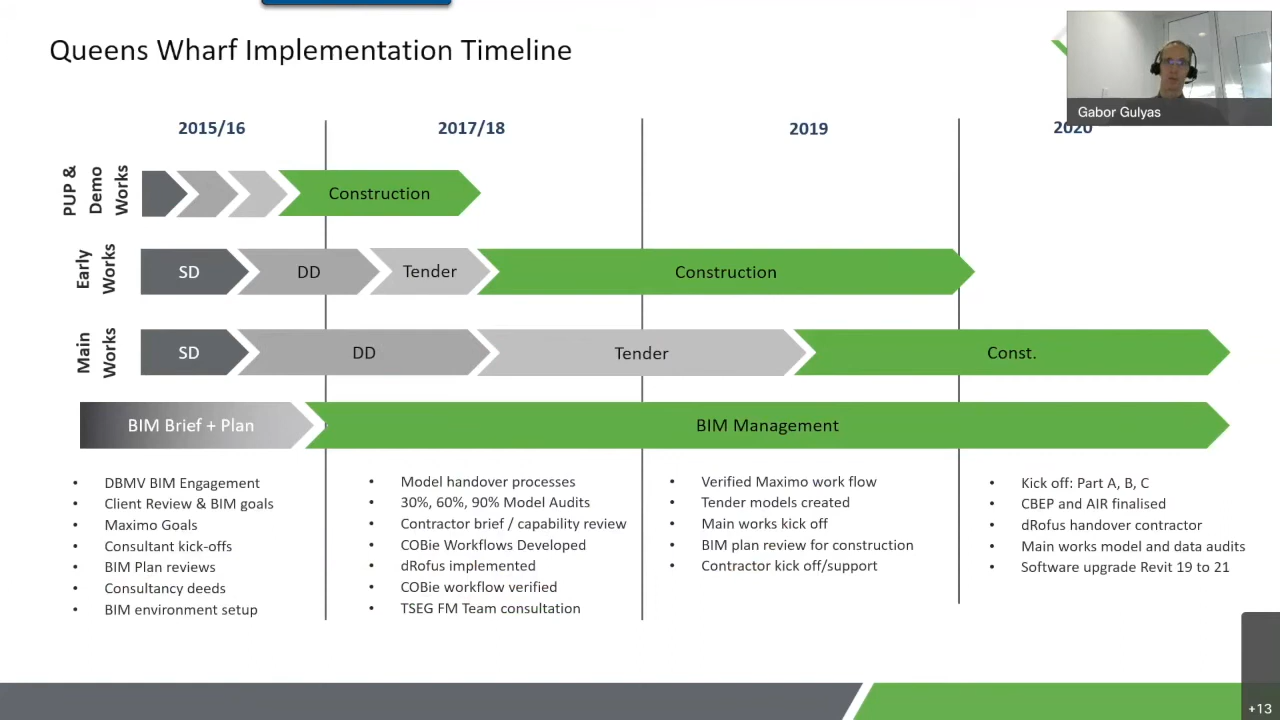 Queens Wharf Implementation Timeline
Gabor Gulyas
2015/16
2017/18
2019
2020
PUP &
Demo
Works
Construction
Early
Works
SD
DD
Tender
Construction
Main
Works
SD
DD
Tender
Const.
BIM Brief + Plan
BIM Management
• DBMV BIM Engagement
• Client Review & BIM goals
• Maximo Goals
• Consultant kick-offs
• BIM Plan reviews
• Consultancy deeds
• BIM environment setup
• Model handover processes
• 30%, 60%, 90% Model Audits
• Contractor brief / capability review
• COBie Workflows Developed
• dRofus implemented
• COBie workflow verified
• TSEG FM Team consultation
• Verified Maximo work flow
• Tender models created
• Main works kick off
• BIM plan review for construction
• Contractor kick off/support
• Kick off: Part A, B, C
• CBEP and AIR finalised
• dRofus handover contractor
• Main works model and data audits
• Software upgrade Revit 19 to 21
+13